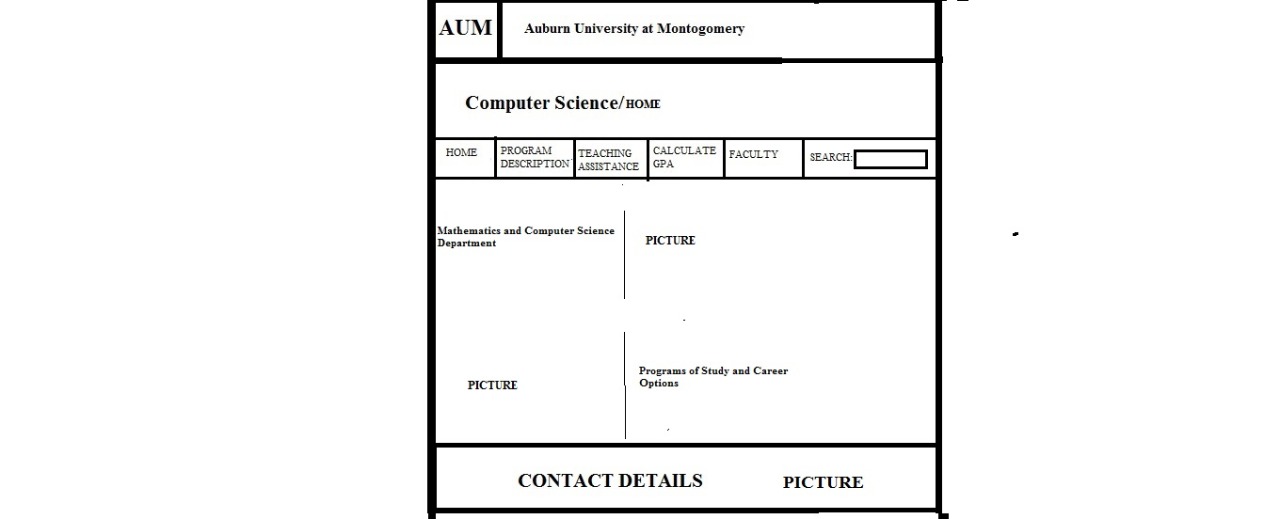 AUM
Auburn University at Montogomery
Computer Science/HOME
HOME
PROGRAM
DESCRIPTION
TEACHING
ASSISTANCE
CALCULATE
GPA
FACULTY
SEARCH:
Mathematics and Computer Science
Department
PICTURE
PICTURE
Programs of Study and Career
Options
CONTACT DETAILS
PICTURE